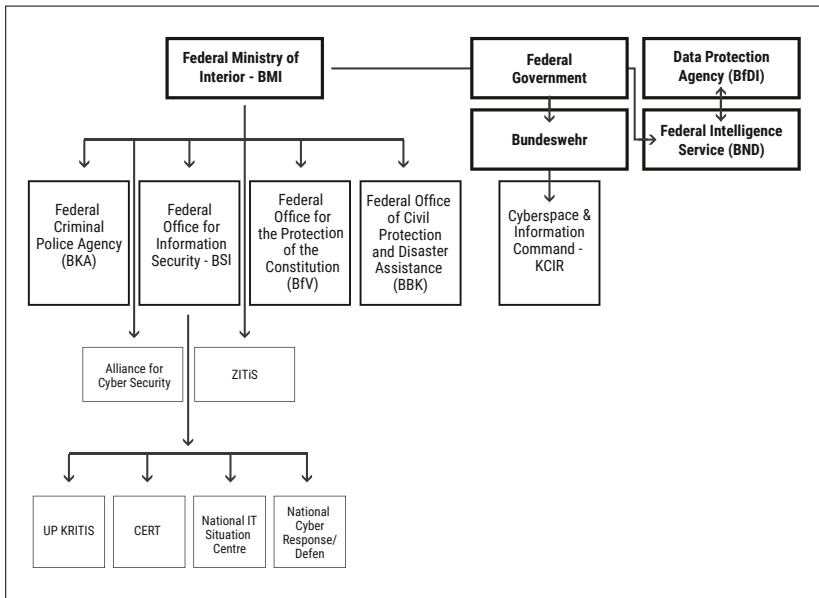 Federal Ministry of
Interior - BMI
Federal
Government
Data Protection
Agency (BfDI)
Bundeswehr
Federal Intelligence
Service (BND)
Federal
Criminal
Police Agency
(BKA)
Federal
Office for
Information
Security - BSI
Federal
Office for
the Protection
of the
Constitution
(BfV)
Federal Office
of Civil
Protection
and Disaster
Assistance
(BBK)
Cyberspace &
Information
Command -
KCIR
Alliance for
Cyber Security
ZITiS
UP KRITIS
CERT
National IT
Situation
Centre
National
Cyber
Response/
Defen